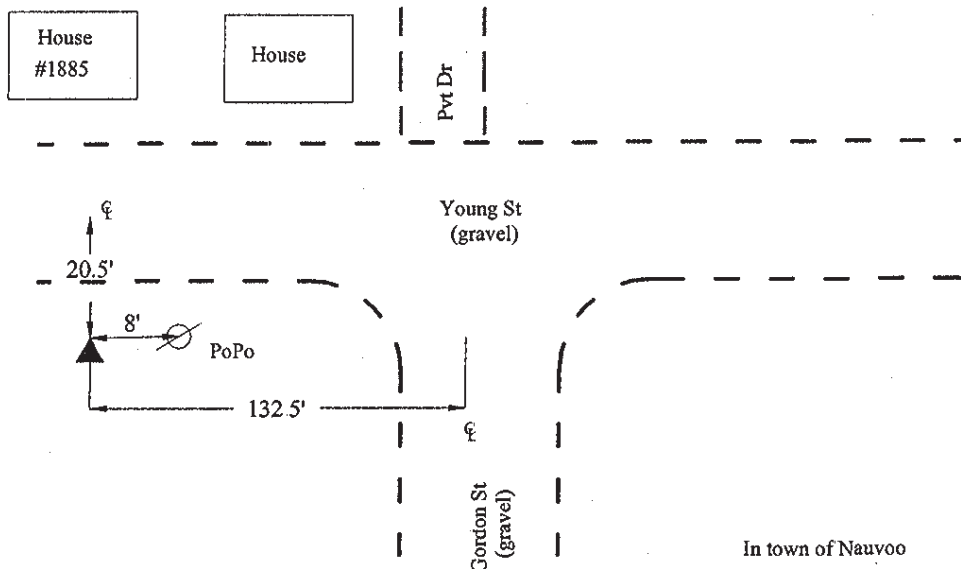 House
#1885
House
Pvt Dr
Young St
(gravel)
℄
20.5'
8'
PoPo
132.5'
℄
Gordon St
(gravel)
In town of Nauvoo